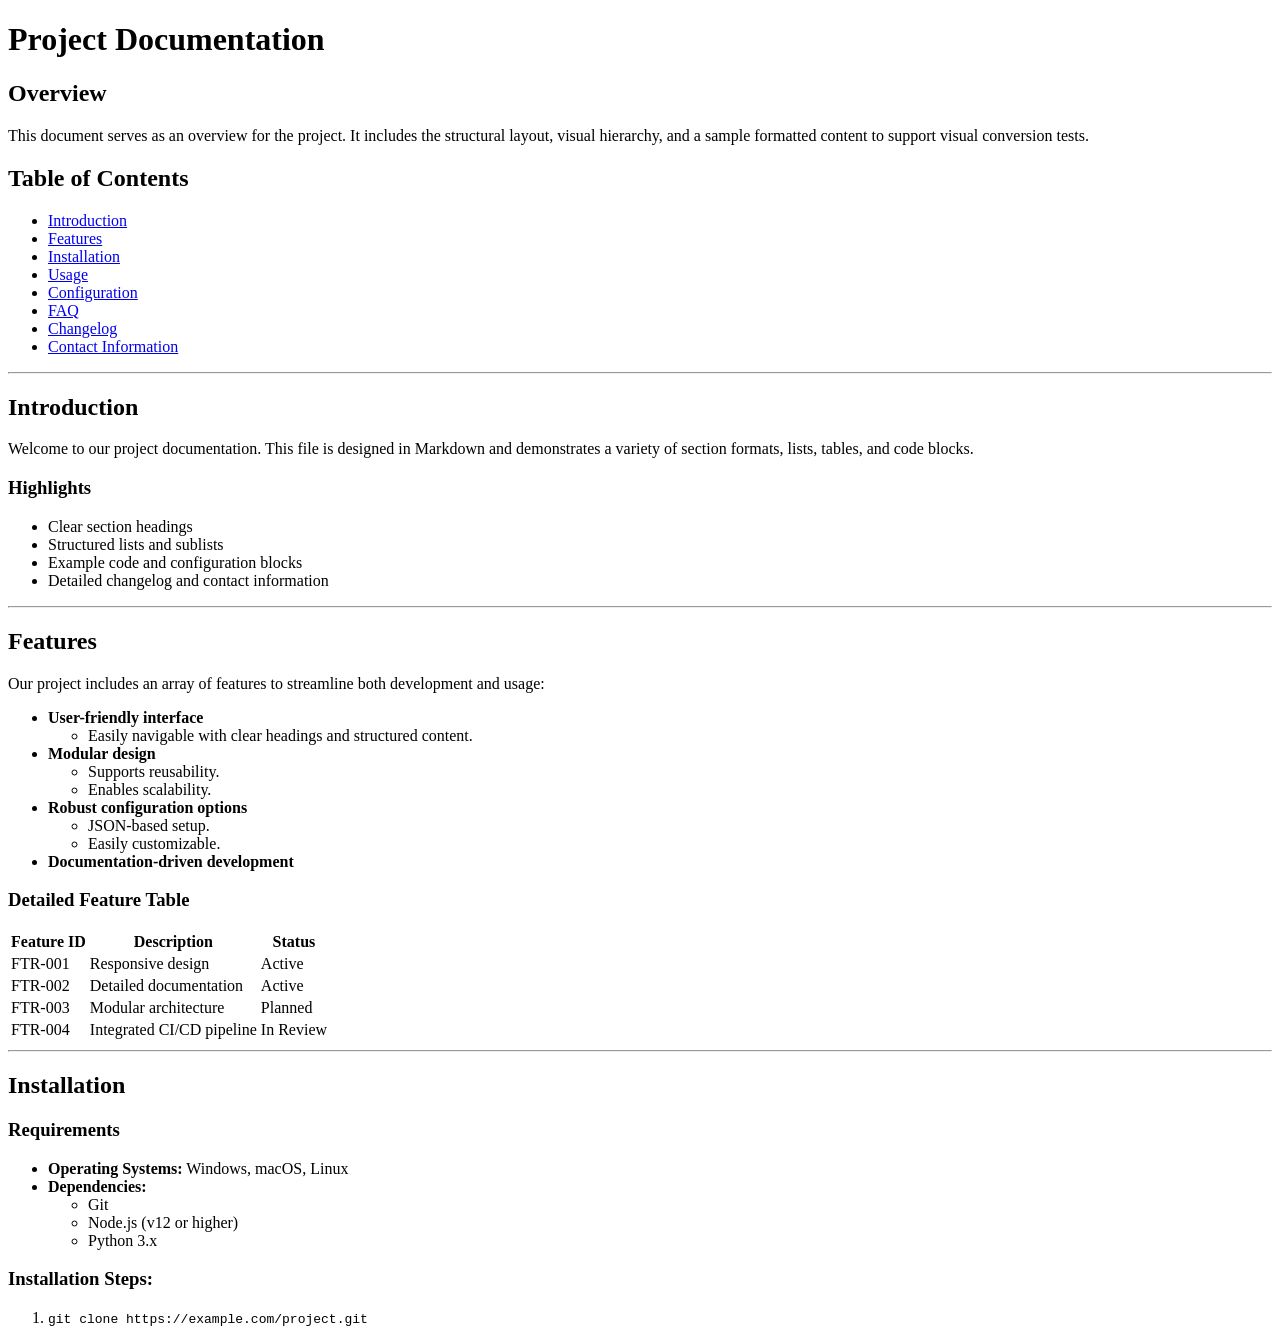 Project Documentation
Overview
This document serves as an overview for the project. It includes the structural layout, visual hierarchy, and a sample formatted content to support visual conversion tests.
Table of Contents
Introduction
Features
Installation
Usage
Configuration
FAQ
Changelog
Contact Information
Introduction
Welcome to our project documentation. This file is designed in Markdown and demonstrates a variety of section formats, lists, tables, and code blocks.
Highlights
Clear section headings
Structured lists and sublists
Example code and configuration blocks
Detailed changelog and contact information
Features
Our project includes an array of features to streamline both development and usage:
User-friendly interface
Easily navigable with clear headings and structured content.
Modular design
Supports reusability.
Enables scalability.
Robust configuration options
JSON-based setup.
Easily customizable.
Documentation-driven development
Detailed Feature Table
Feature ID Description Status
FTR-001 Responsive design Active
FTR-002 Detailed documentation Active
FTR-003 Modular architecture Planned
FTR-004 Integrated CI/CD pipeline In Review
Installation
Requirements
Operating Systems: Windows, macOS, Linux
Dependencies:
Git
Node.js (v12 or higher)
Python 3.x
Installation Steps:
1. git clone https://example.com/project.git